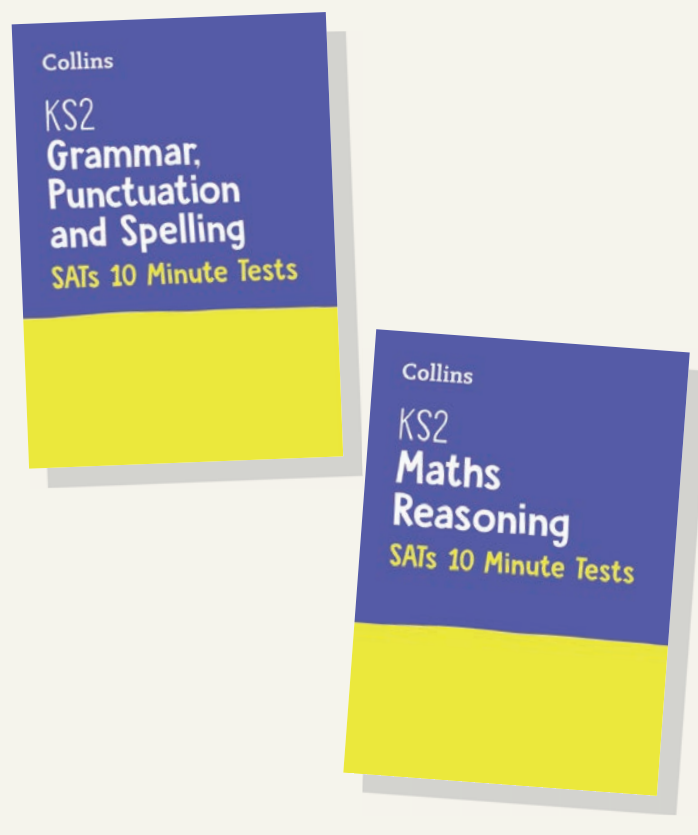 Collins
KS2
Grammar,
Punctuation
and Spelling
SATs 10 Minute Tests
Collins
KS2
Maths
Reasoning
SATs 10 Minute Tests